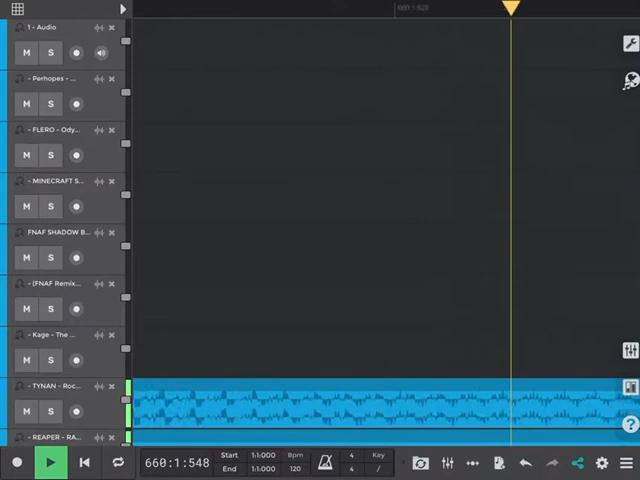 660:1:528
1 - Audio
M S
- Perhopes - ...
M S
- FLERO - Ody...
M S
- MINECRAFT S...
M S
FNAF SHADOW B...
M S
- [FNAF Remix...
M S
- Kage - The ...
M S
- TYNAN - Roc...
M S
- REAPER - RA...
?
660:1:548
Start 1:1:000 Bpm 4 Key
End 1:1:000 120 4 /